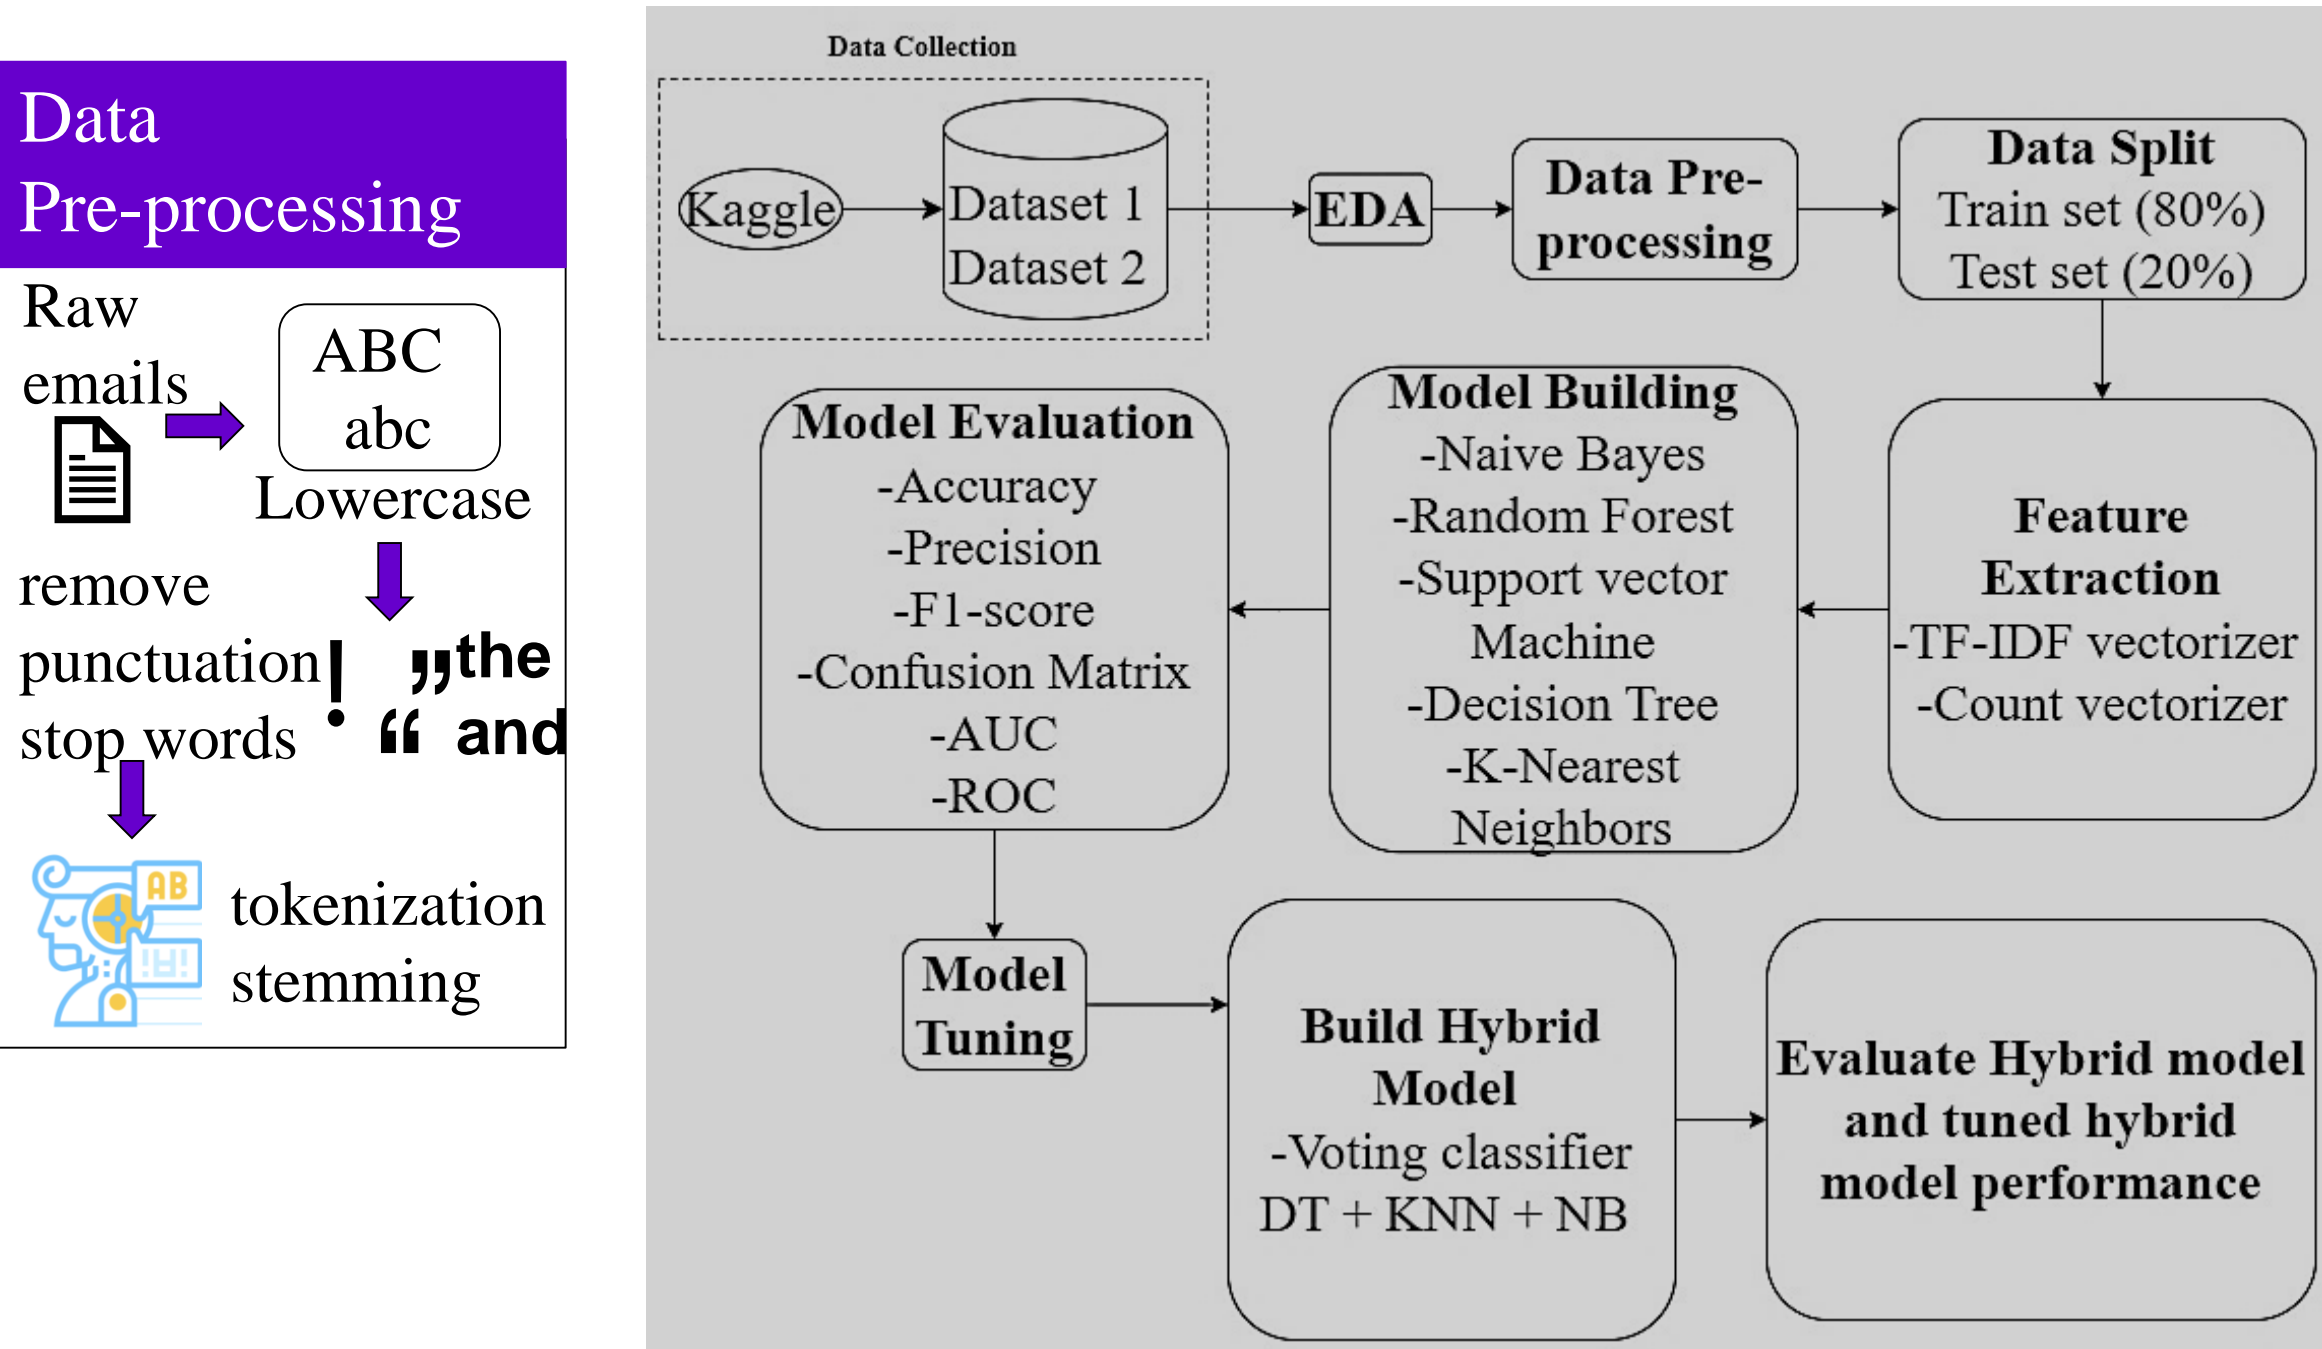 Data
Pre-processing
Raw
emails
ABC
abc
Lowercase
remove
punctuation
stop words
! „the
“ and
AB
tokenization
stemming
Data Collection
Kaggle
Dataset 1
Dataset 2
EDA
Data Pre-
processing
Data Split
Train set (80%)
Test set (20%)
Feature
Extraction
-TF-IDF vectorizer
-Count vectorizer
Model Building
-Naive Bayes
-Random Forest
-Support vector
Machine
-Decision Tree
-K-Nearest
Neighbors
Model Evaluation
-Accuracy
-Precision
-F1-score
-Confusion Matrix
-AUC
-ROC
Model
Tuning
Build Hybrid
Model
-Voting classifier
DT + KNN + NB
Evaluate Hybrid model
and tuned hybrid
model performance